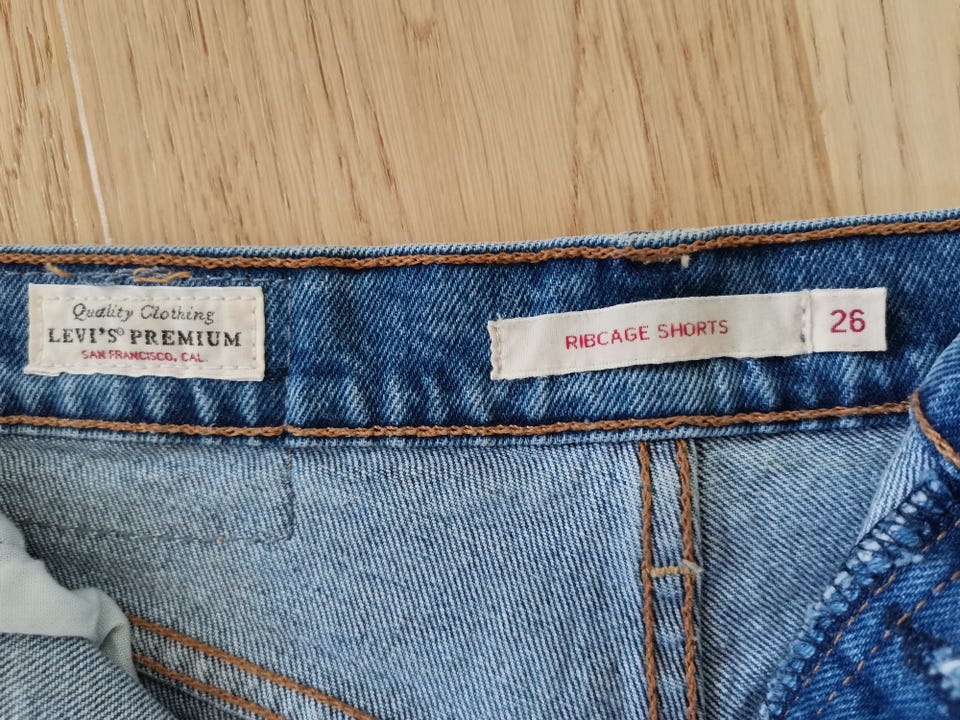 Quality Clothing
LEVI'S® PREMIUM
SAN FRANCISCO, CAL.
RIBCAGE SHORTS
26